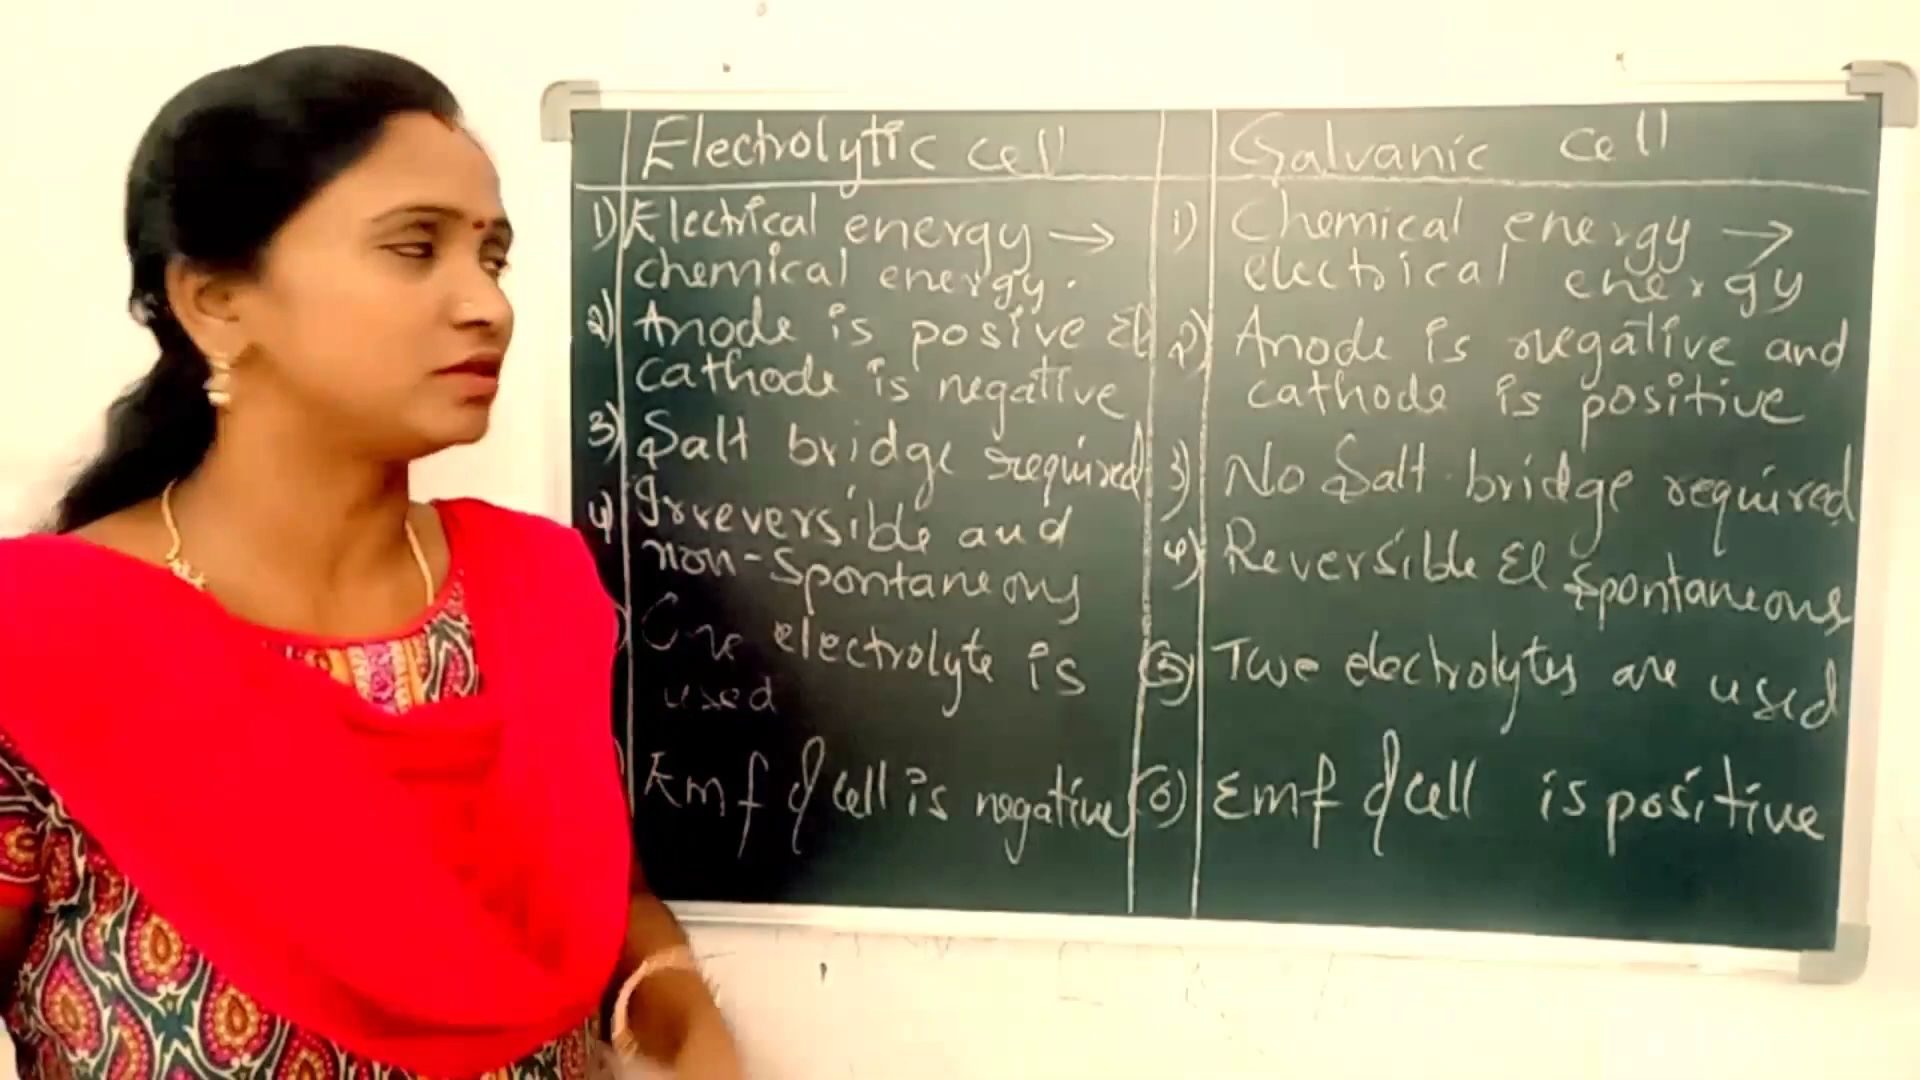 Electrolytic cell
1) Electrical energy →
chemical energy.
2) Anode is posive &
cathode is negative
3) Salt bridge required
4) Irreversible and
non-spontaneous
One electrolyte is
used
Emf of cell is negative
Galvanic cell
1) Chemical energy →
electrical energy
2) Anode is negative and
cathode is positive
3) No Salt bridge required
4) Reversible & spontaneous
(5) Two electrolytes are used
(6) Emf of cell is positive